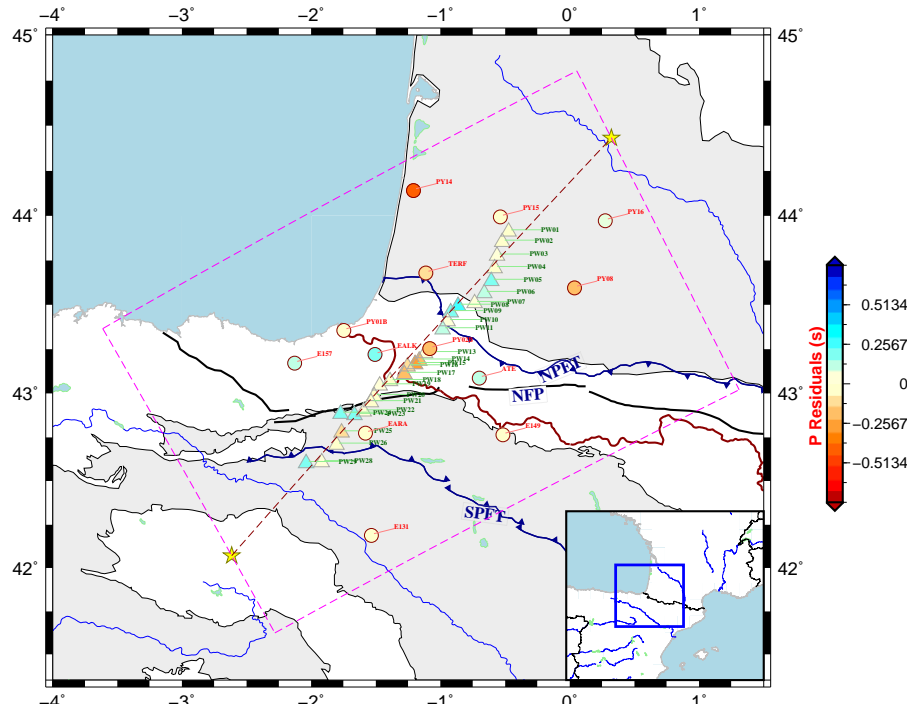 −4 −3 −2 −1 0 1
45° 45°
PY14
44° PY15 PY16 44°
PW01
PW02
PW03
TERF PW04
PW05 PY08
PW06
PW07
PW08
PW09
PY01B PW10
PW11
EALK
PW13
E157 PW14
NPFT
ATE
PW17
43° PW18 43°
NFP
PW21
PW22
PW23
EARA
PW25 E149
PW26
PW28
SPFT
E131
42° 42°
−4 −3 −2 −1 0 1
P Residuals (s)
0.5134
0.2567
0
−0.2567
−0.5134